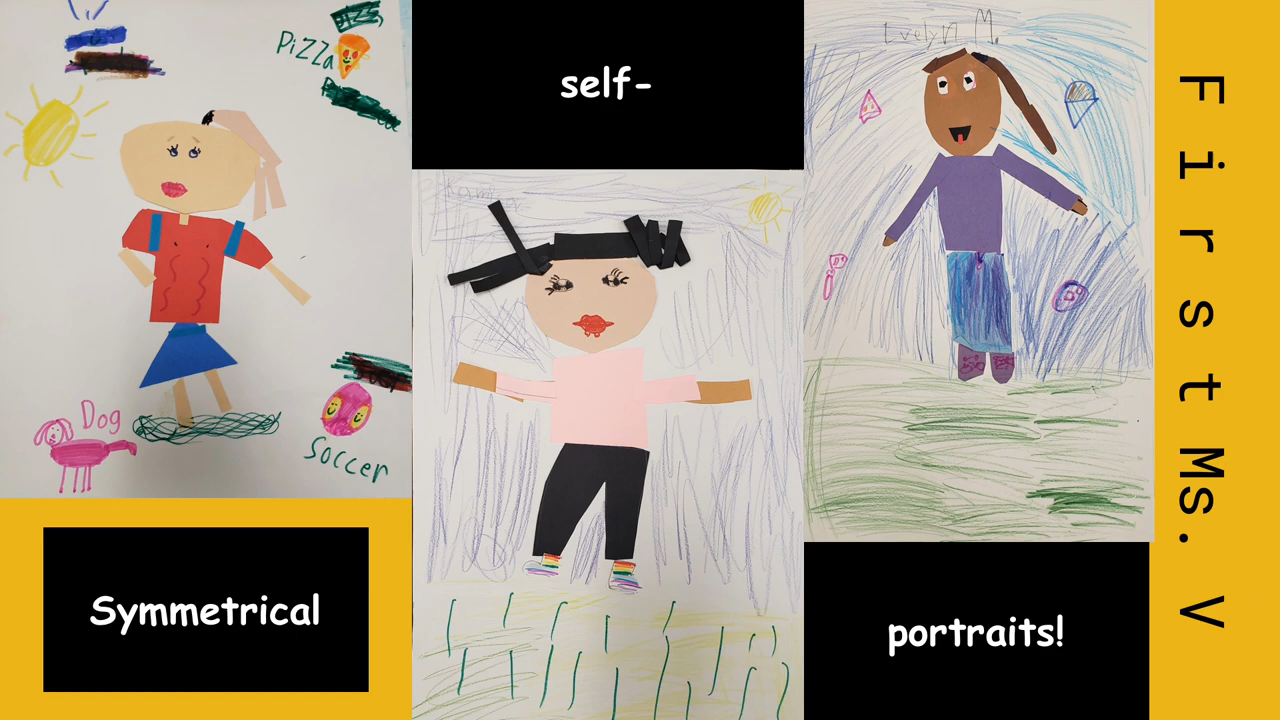 Symmetrical
self-
portraits!
First Ms. V
Pizza
Dog
Soccer
Evelyn M.